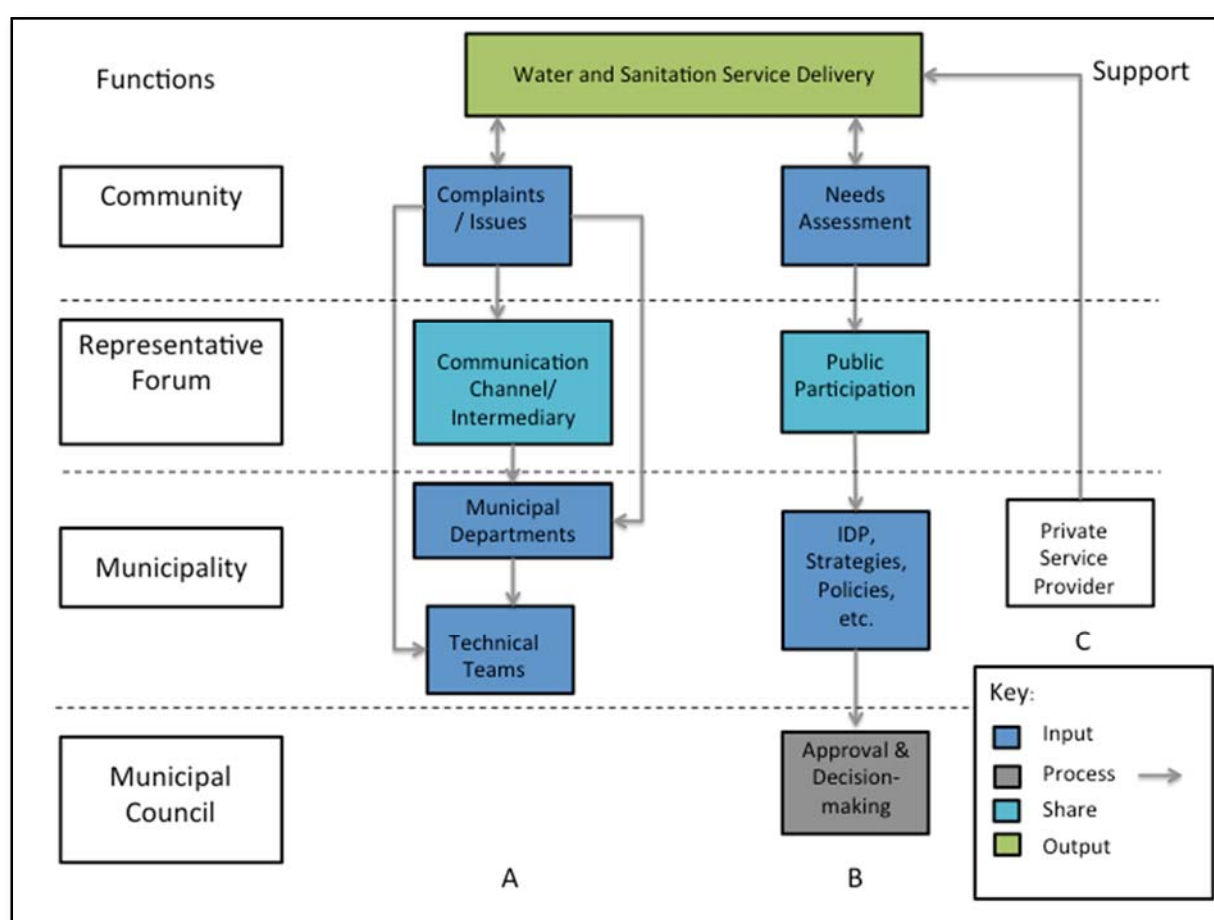 Functions
Water and Sanitation Service Delivery
Support
Community
Complaints
/ Issues
Needs
Assessment
Representative
Forum
Communication
Channel/
Intermediary
Public
Participation
Municipality
Municipal
Departments
Technical
Teams
IDP,
Strategies,
Policies,
etc.
Private
Service
Provider
C
Municipal
Council
Approval &
Decision-
making
A
B
Key:
Input
Process
Share
Output